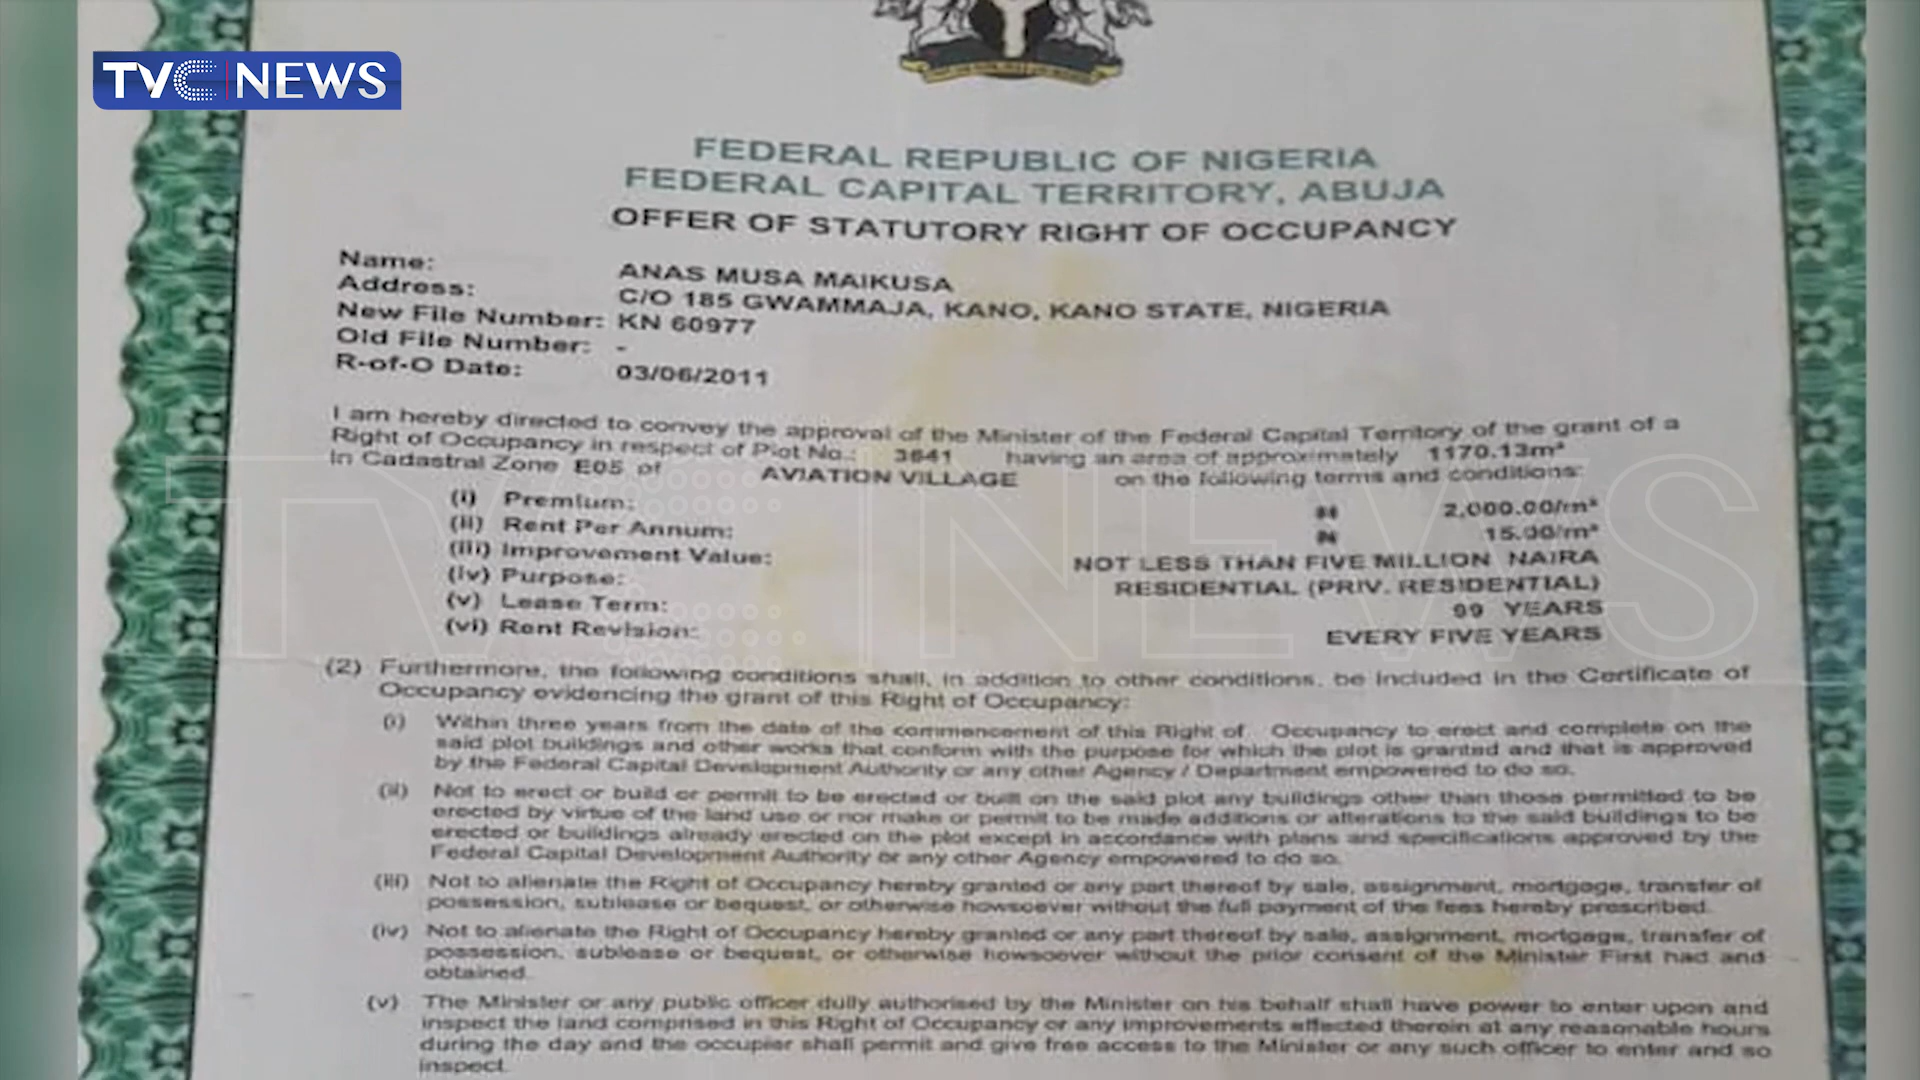 TVC NEWS
FEDERAL REPUBLIC OF NIGERIA
FEDERAL CAPITAL TERRITORY, ABUJA
OFFER OF STATUTORY RIGHT OF OCCUPANCY
Name: ANAS MUSA MAIKUSA
Address: C/O 185 GWAMMAJA, KANO, KANO STATE, NIGERIA
New File Number: KN 60977
Old File Number: -
R-of-O Date: 03/06/2011
I am hereby directed to convey the approval of the Minister of the Federal Capital Territory of the grant of a
Right of Occupancy in respect of Plot No.: 3641 having an area of approximately 1170.13m²
In Cadastral Zone E05 of AVIATION VILLAGE on the following terms and conditions:
(i) Premium: ₦ 2,000.00/m²
(ii) Rent Per Annum: ₦ 15.00/m²
(iii) Improvement Value: NOT LESS THAN FIVE MILLION NAIRA
(iv) Purpose: RESIDENTIAL (PRIV. RESIDENTIAL)
(v) Lease Term: 99 YEARS
(vi) Rent Revision: EVERY FIVE YEARS
TVC NEWS
(2) Furthermore, the following conditions shall, in addition to other conditions, be included in the Certificate of
Occupancy evidencing the grant of this Right of Occupancy:
(i) Within three years from the date of the commencement of this Right of Occupancy to erect and complete on the
said plot buildings and other works that conform with the purpose for which the plot is granted and that is approved
by the Federal Capital Development Authority or any other Agency / Department empowered to do so.
(ii) Not to erect or build or permit to be erected or built on the said plot any buildings other than those permitted to be
erected by virtue of the land use or nor make or permit to be made additions or alterations to the said buildings to be
erected or buildings already erected on the plot except in accordance with plans and specifications approved by the
Federal Capital Development Authority or any other Agency empowered to do so.
(iii) Not to alienate the Right of Occupancy hereby granted or any part thereof by sale, assignment, mortgage, transfer of
possession, sublease or bequest, or otherwise howsoever without the full payment of the fees hereby prescribed.
(iv) Not to alienate the Right of Occupancy hereby granted or any part thereof by sale, assignment, mortgage, transfer of
possession, sublease or bequest, or otherwise howsoever without the prior consent of the Minister First had and
obtained.
(v) The Minister or any public officer dully authorised by the Minister on his behalf shall have power to enter upon and
inspect the land comprised in this Right of Occupancy or any improvements effected therein at any reasonable hours
during the day and the occupier shall permit and give free access to the Minister or any such officer to enter and so
inspect.